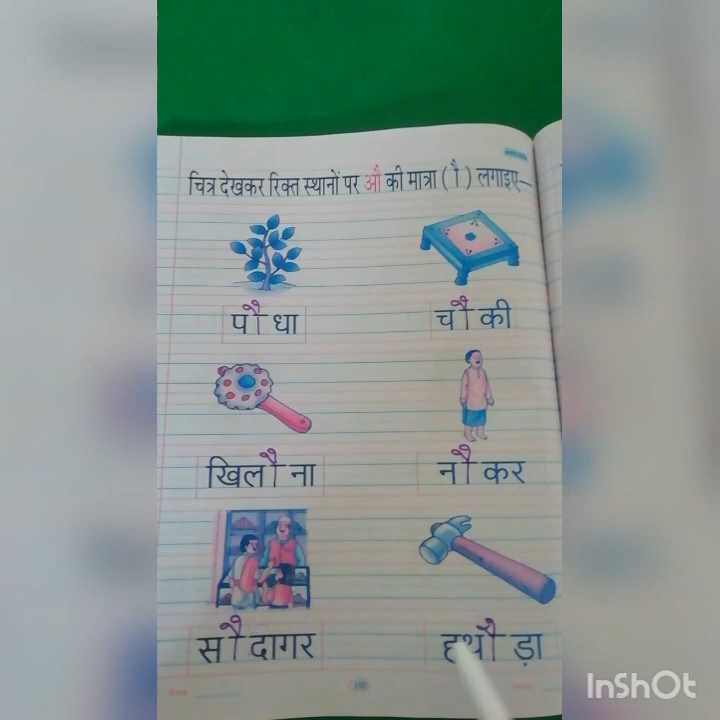 चित्र देखकर रिक्त स्थानों पर औ की मात्रा ( ौ ) लगाइए—
पौधा चौकी
खिलौना नौकर
सौदागर हथौड़ा
InShOt